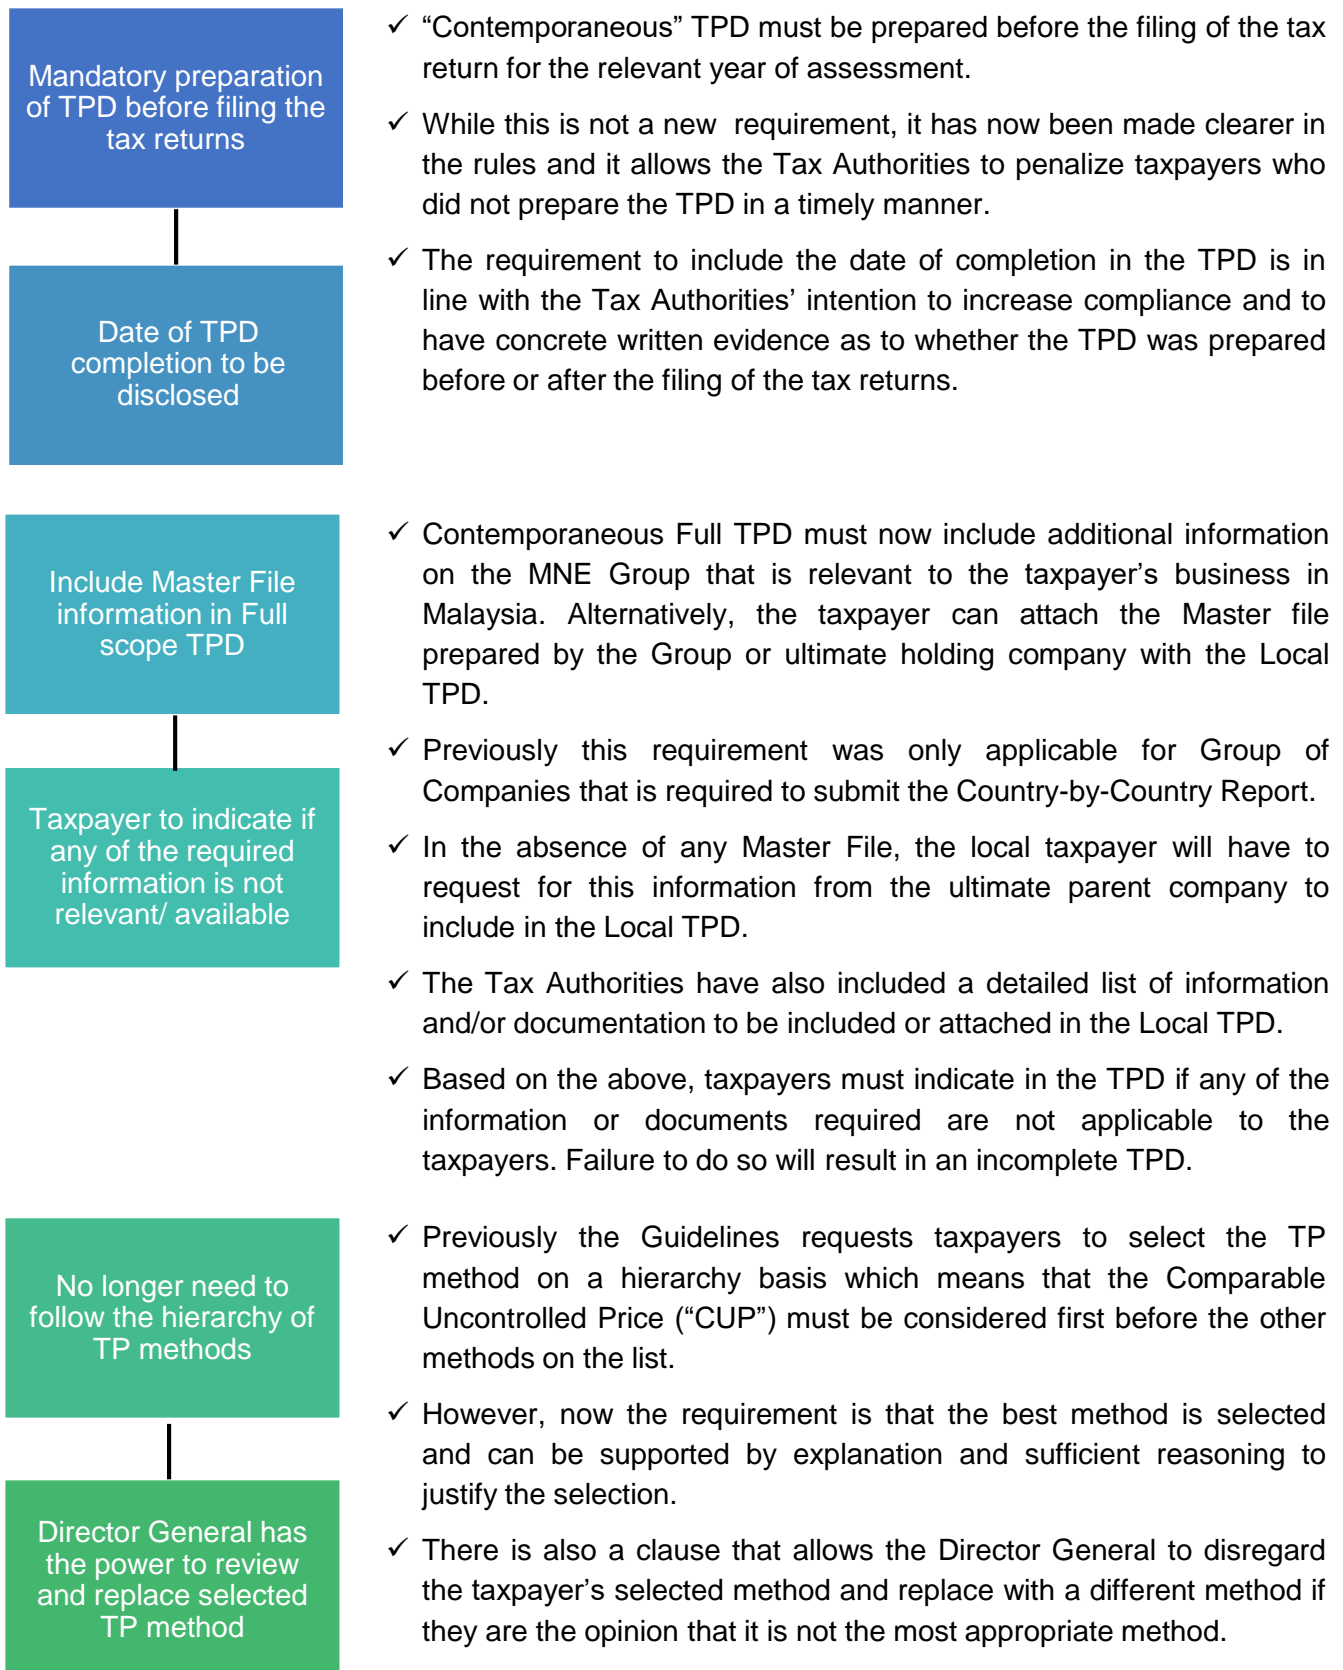 Mandatory preparation
of TPD before filing the
tax returns
✓ “Contemporaneous” TPD must be prepared before the filing of the tax
return for the relevant year of assessment.
✓ While this is not a new requirement, it has now been made clearer in
the rules and it allows the Tax Authorities to penalize taxpayers who
did not prepare the TPD in a timely manner.
Date of TPD
completion to be
disclosed
✓ The requirement to include the date of completion in the TPD is in
line with the Tax Authorities’ intention to increase compliance and to
have concrete written evidence as to whether the TPD was prepared
before or after the filing of the tax returns.
Include Master File
information in Full
scope TPD
✓ Contemporaneous Full TPD must now include additional information
on the MNE Group that is relevant to the taxpayer’s business in
Malaysia. Alternatively, the taxpayer can attach the Master file
prepared by the Group or ultimate holding company with the Local
TPD.
✓ Previously this requirement was only applicable for Group of
Companies that is required to submit the Country-by-Country Report.
Taxpayer to indicate if
any of the required
information is not
relevant/ available
✓ In the absence of any Master File, the local taxpayer will have to
request for this information from the ultimate parent company to
include in the Local TPD.
✓ The Tax Authorities have also included a detailed list of information
and/or documentation to be included or attached in the Local TPD.
✓ Based on the above, taxpayers must indicate in the TPD if any of the
information or documents required are not applicable to the
taxpayers. Failure to do so will result in an incomplete TPD.
No longer need to
follow the hierarchy of
TP methods
✓ Previously the Guidelines requests taxpayers to select the TP
method on a hierarchy basis which means that the Comparable
Uncontrolled Price (“CUP”) must be considered first before the other
methods on the list.
✓ However, now the requirement is that the best method is selected
and can be supported by explanation and sufficient reasoning to
justify the selection.
Director General has
the power to review
and replace selected
TP method
✓ There is also a clause that allows the Director General to disregard
the taxpayer’s selected method and replace with a different method if
they are the opinion that it is not the most appropriate method.